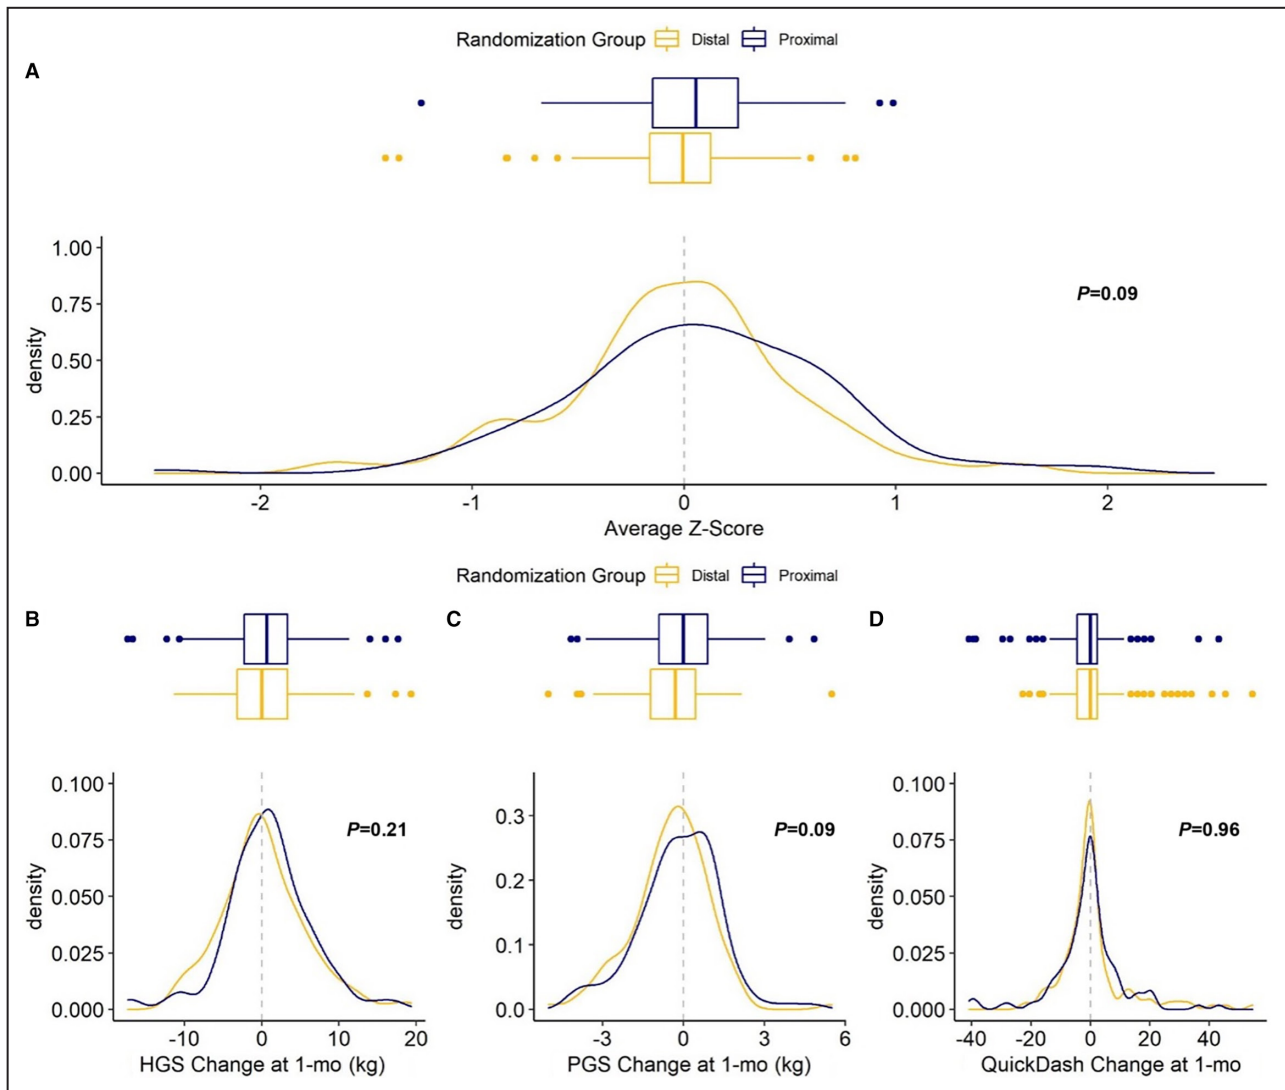 Randomization Group Distal Proximal
A
1.00
0.75
0.50
0.25
0.00
density
P=0.09
-2 -1 0 1 2
Average Z-Score
Randomization Group Distal Proximal
B C D
0.100
0.075
0.050
0.025
0.000
density
P=0.21
-10 0 10 20
HGS Change at 1-mo (kg)
0.3
0.2
0.1
0.0
density
P=0.09
-3 0 3 6
PGS Change at 1-mo (kg)
0.100
0.075
0.050
0.025
0.000
density
P=0.96
-40 -20 0 20 40
QuickDash Change at 1-mo